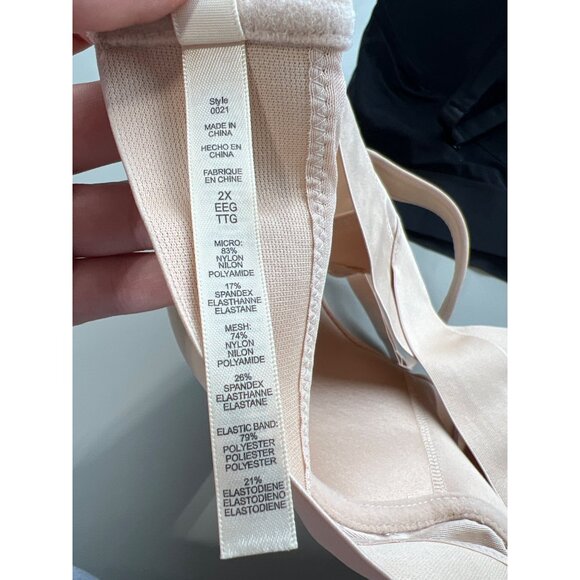 Style
0021
MADE IN
CHINA
HECHO EN
CHINA
FABRIQUE
EN CHINE
2X
EEG
TTG
MICRO:
83%
NYLON
NILON
POLYAMIDE
17%
SPANDEX
ELASTHANNE
ELASTANE
MESH:
74%
NYLON
NILON
POLYAMIDE
26%
SPANDEX
ELASTHANNE
ELASTANE
ELASTIC BAND:
79%
POLYESTER
POLIESTER
POLYESTER
21%
ELASTODIENE
ELASTODIENO
ELASTODIENE